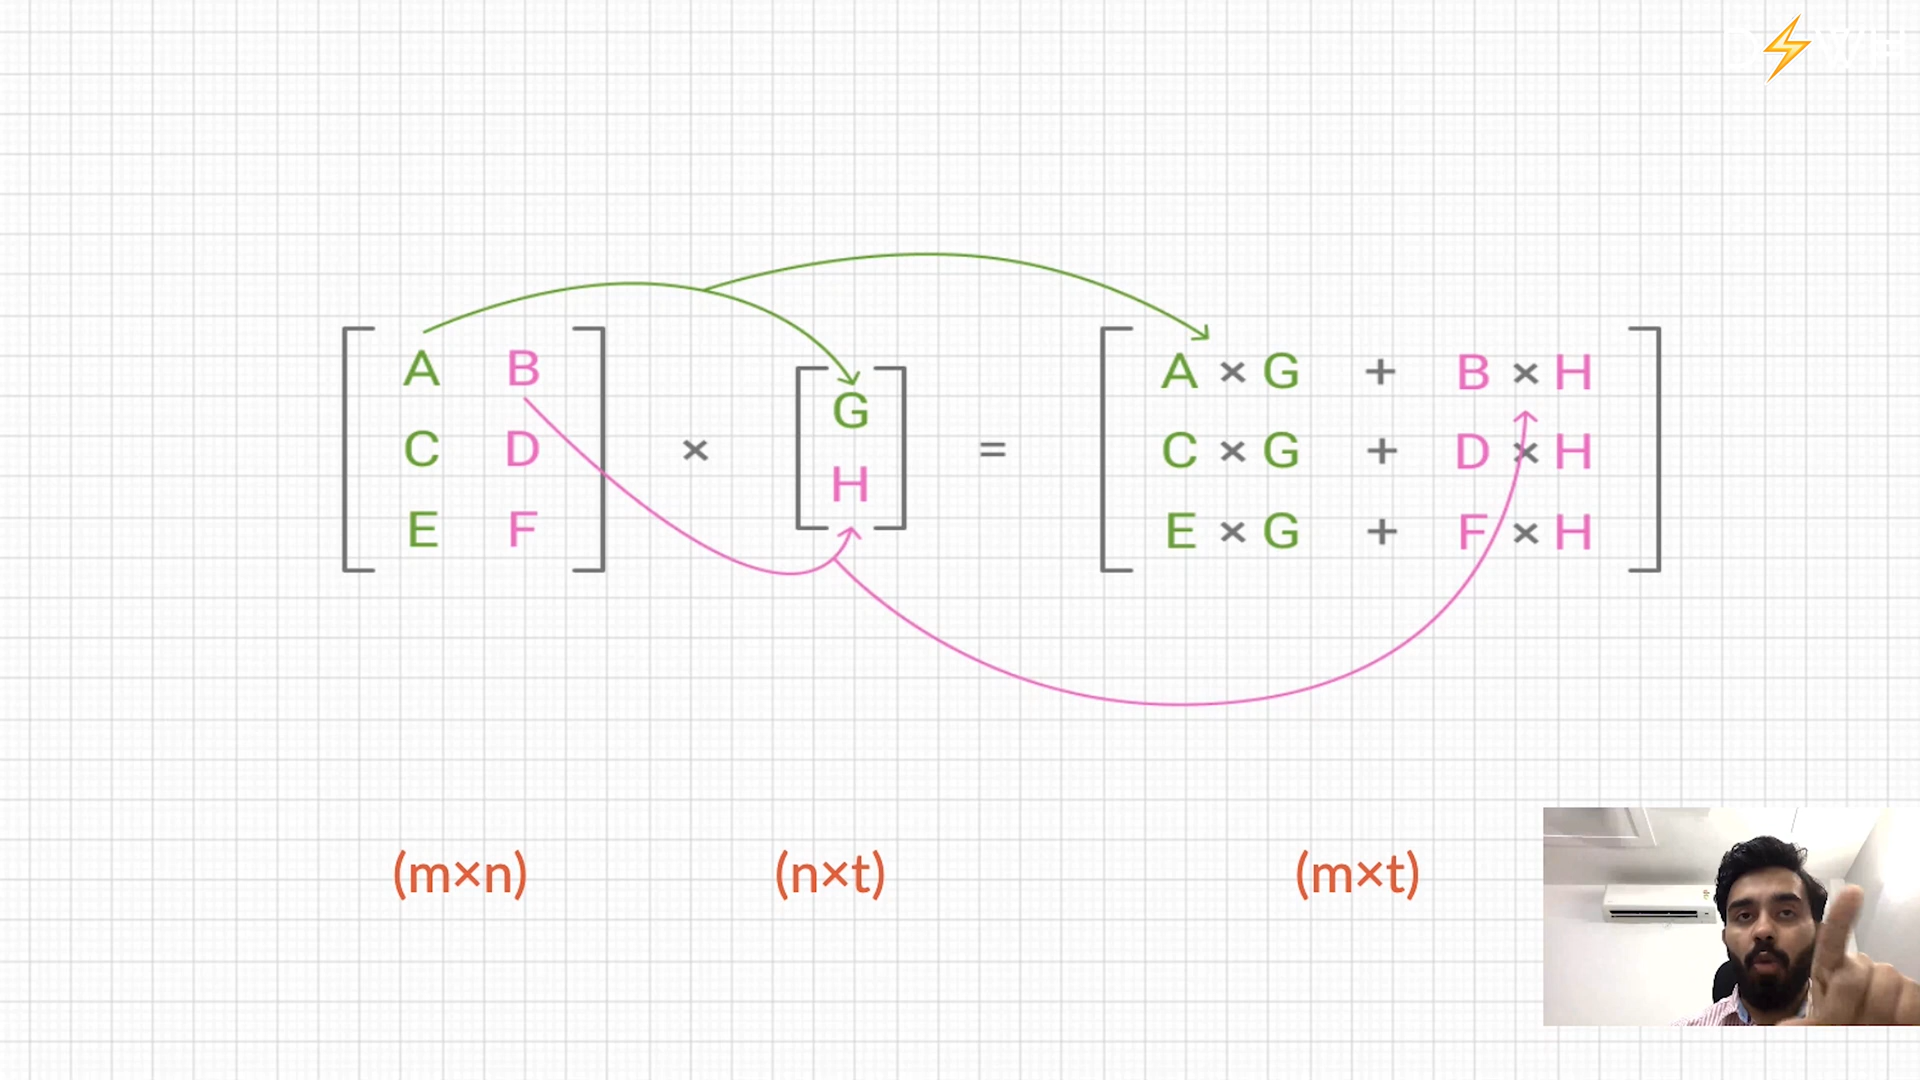 A B
C D
E F
×
G
H
=
A × G + B × H
C × G + D × H
E × G + F × H
(m×n) (n×t) (m×t)